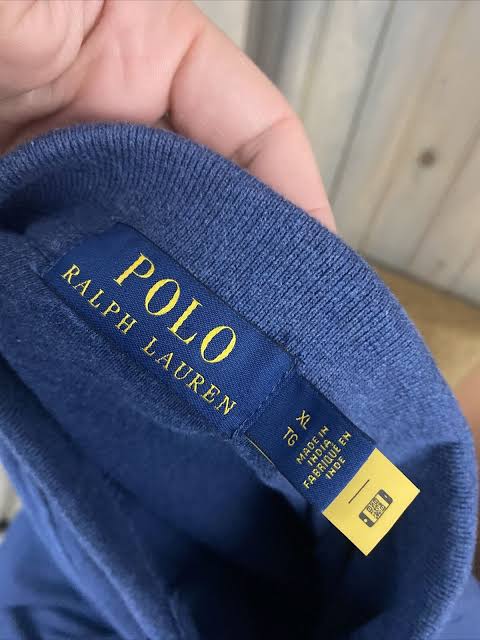 POLO
RALPH LAUREN
XL
TG
MADE IN
INDIA
FABRIQUÉ EN
INDE